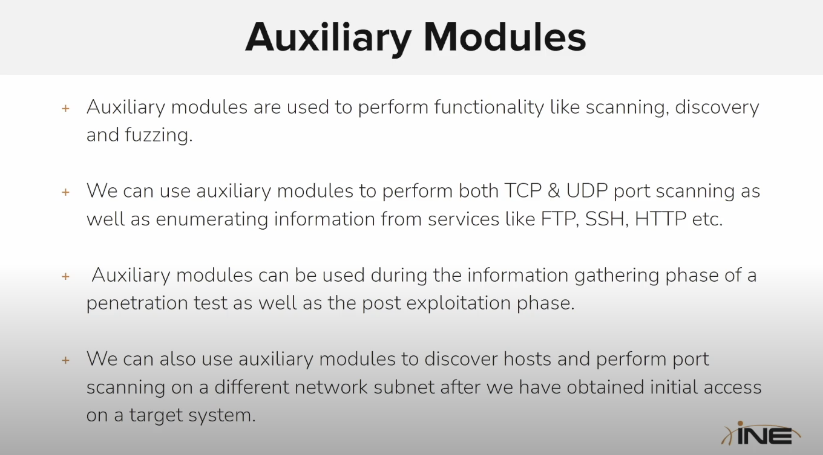 Auxiliary Modules
+ Auxiliary modules are used to perform functionality like scanning, discovery
and fuzzing.
+ We can use auxiliary modules to perform both TCP & UDP port scanning as
well as enumerating information from services like FTP, SSH, HTTP etc.
+ Auxiliary modules can be used during the information gathering phase of a
penetration test as well as the post exploitation phase.
+ We can also use auxiliary modules to discover hosts and perform port
scanning on a different network subnet after we have obtained initial access
on a target system.
INE